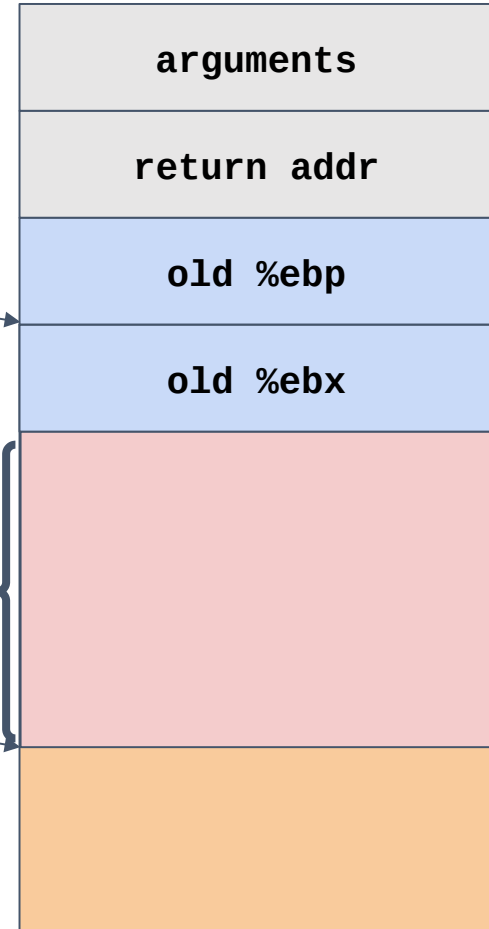 arguments
return addr
old %ebp
old %ebx